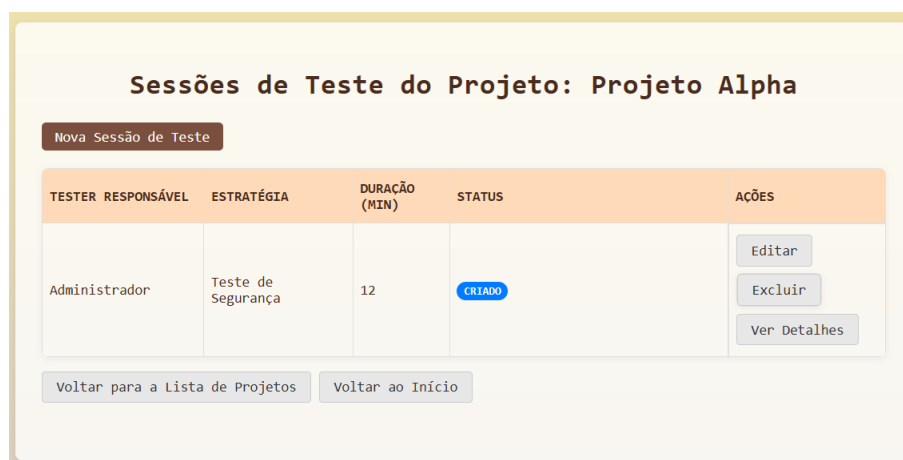 Sessões de Teste do Projeto: Projeto Alpha
Nova Sessão de Teste
TESTER RESPONSÁVEL ESTRATÉGIA DURAÇÃO (MIN) STATUS AÇÕES
Administrador Teste de Segurança 12 CRIADO Editar
Excluir
Ver Detalhes
Voltar para a Lista de Projetos Voltar ao Início